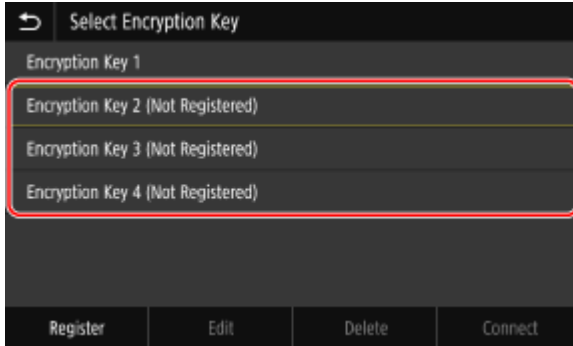 Select Encryption Key
Encryption Key 1
Encryption Key 2 (Not Registered)
Encryption Key 3 (Not Registered)
Encryption Key 4 (Not Registered)
Register Edit Delete Connect